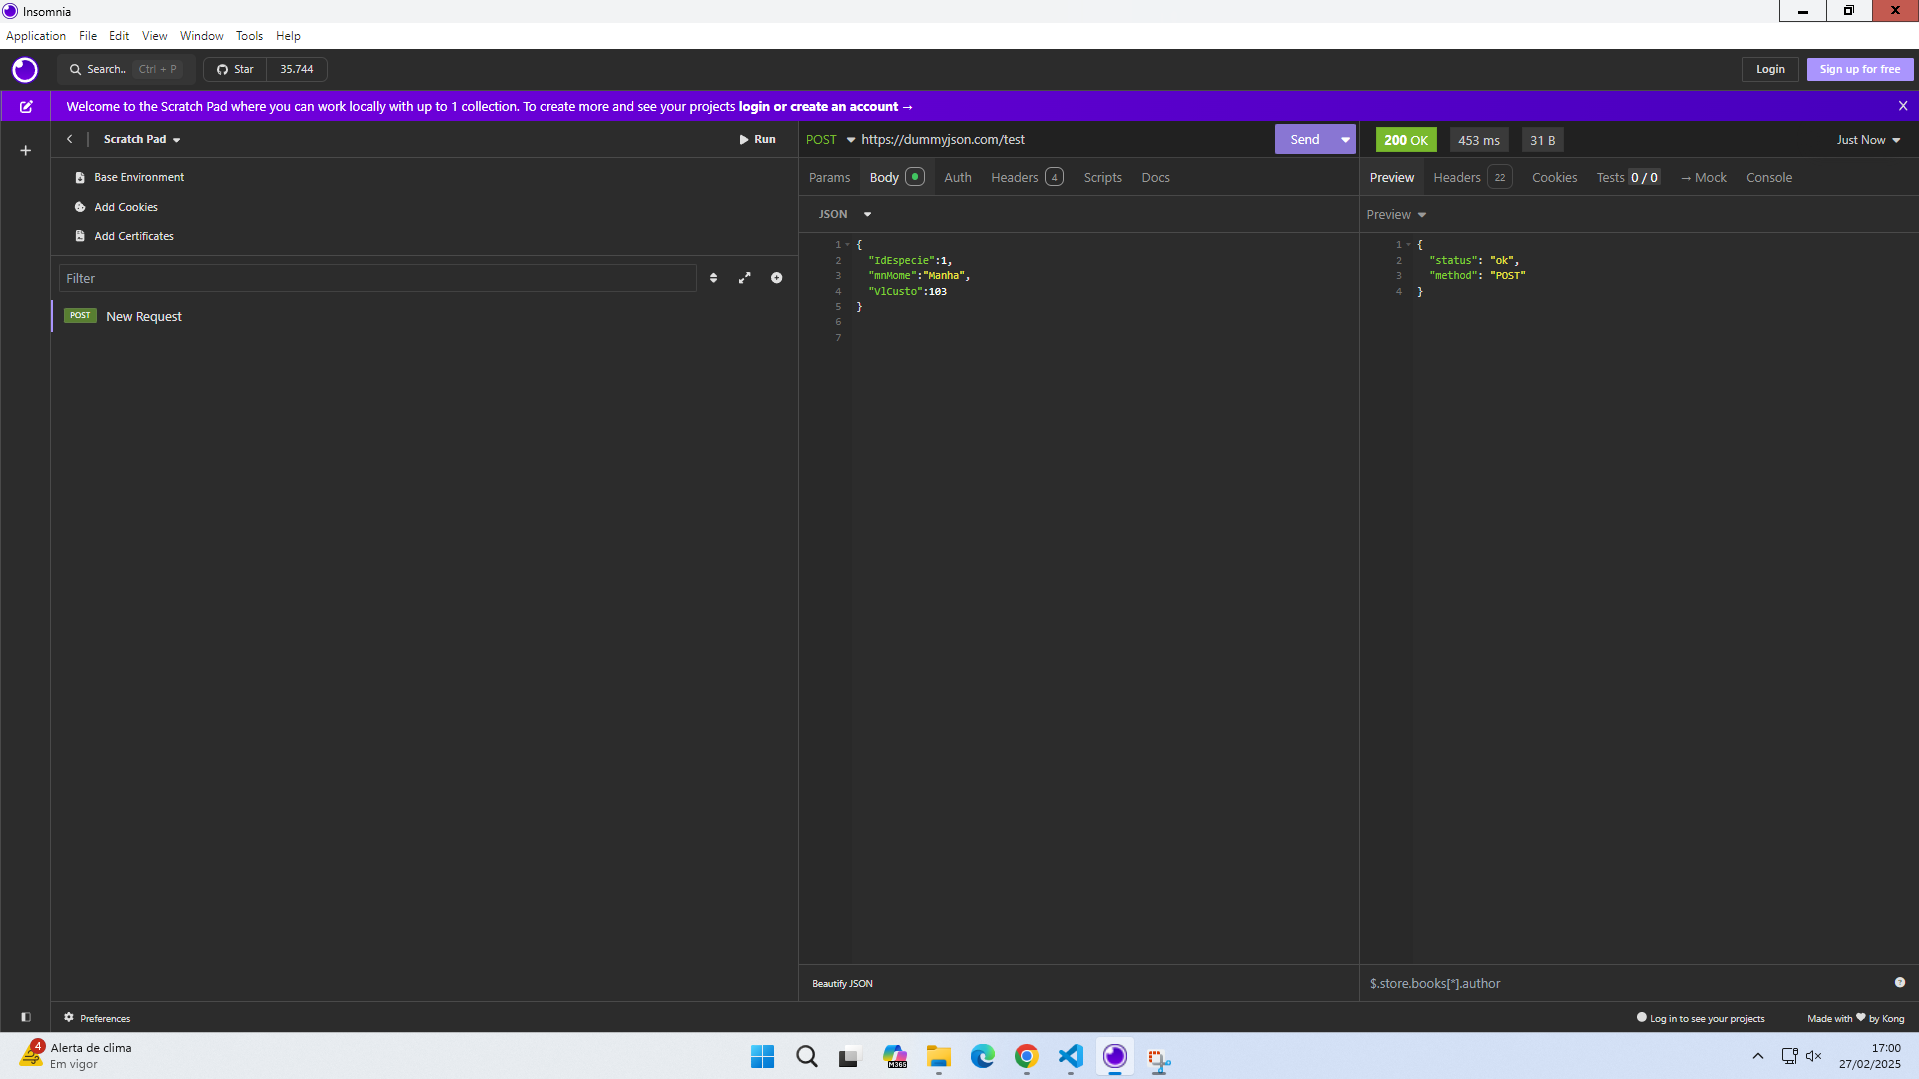 Insomnia
Application File Edit View Window Tools Help
Search.. Ctrl + P Star 35.744 Login Sign up for free
Welcome to the Scratch Pad where you can work locally with up to 1 collection. To create more and see your projects login or create an account →
Scratch Pad Run
Base Environment
Add Cookies
Add Certificates
Filter
POST New Request
POST https://dummyjson.com/test Send
Params Body Auth Headers 4 Scripts Docs
JSON
1 {
2 "IdEspecie":1,
3 "mnMome":"Manha",
4 "VlCusto":103
5 }
6
7
Beautify JSON
200 OK 453 ms 31 B Just Now
Preview Headers 22 Cookies Tests 0 / 0 → Mock Console
Preview
1 {
2 "status": "ok",
3 "method": "POST"
4 }
$.store.books[*].author
Preferences Log in to see your projects Made with ♥ by Kong
4 Alerta de clima
Em vigor
M365
17:00
27/02/2025